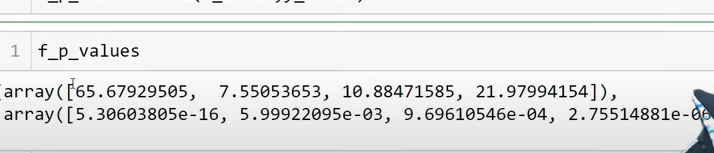 1 f_p_values
(array([65.67929505, 7.55053653, 10.88471585, 21.97994154]),
array([5.30603805e-16, 5.99922095e-03, 9.69610546e-04, 2.75514881e-06